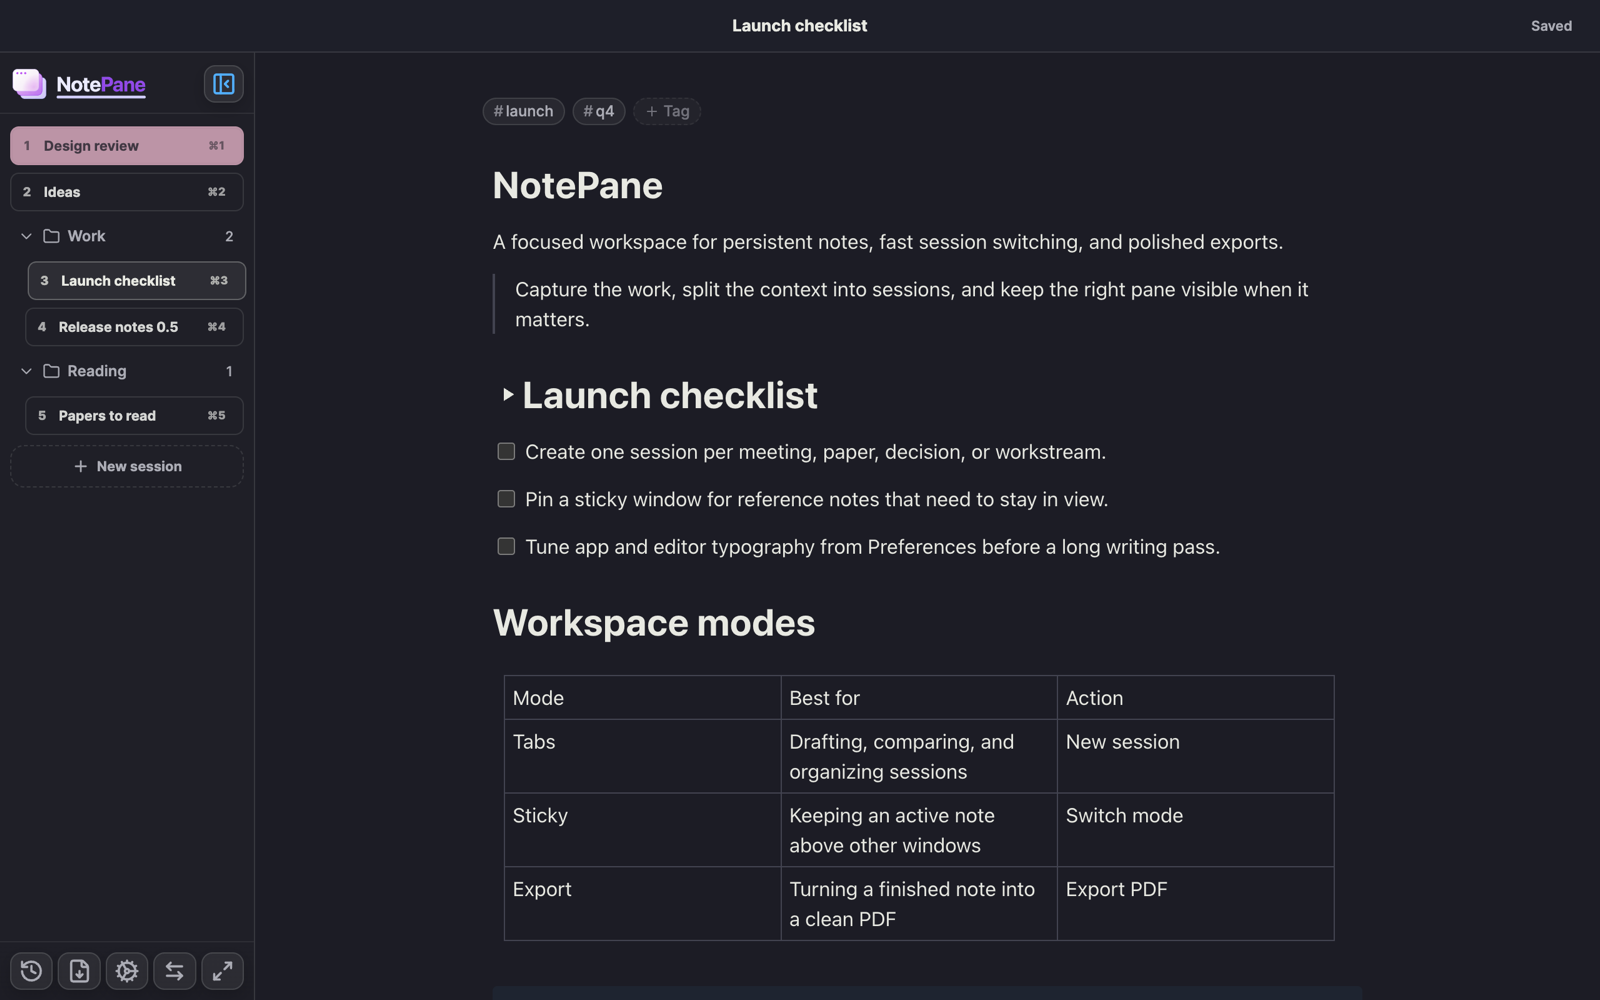 Launch checklist
Saved
NotePane
1 Design review ⌘1
2 Ideas ⌘2
Work 2
3 Launch checklist ⌘3
4 Release notes 0.5 ⌘4
Reading 1
5 Papers to read ⌘5
+ New session
#launch #q4 + Tag
NotePane
A focused workspace for persistent notes, fast session switching, and polished exports.
Capture the work, split the context into sessions, and keep the right pane visible when it
matters.
Launch checklist
Create one session per meeting, paper, decision, or workstream.
Pin a sticky window for reference notes that need to stay in view.
Tune app and editor typography from Preferences before a long writing pass.
Workspace modes
Mode Best for Action
Tabs Drafting, comparing, and New session
organizing sessions
Sticky Keeping an active note Switch mode
above other windows
Export Turning a finished note into Export PDF
a clean PDF